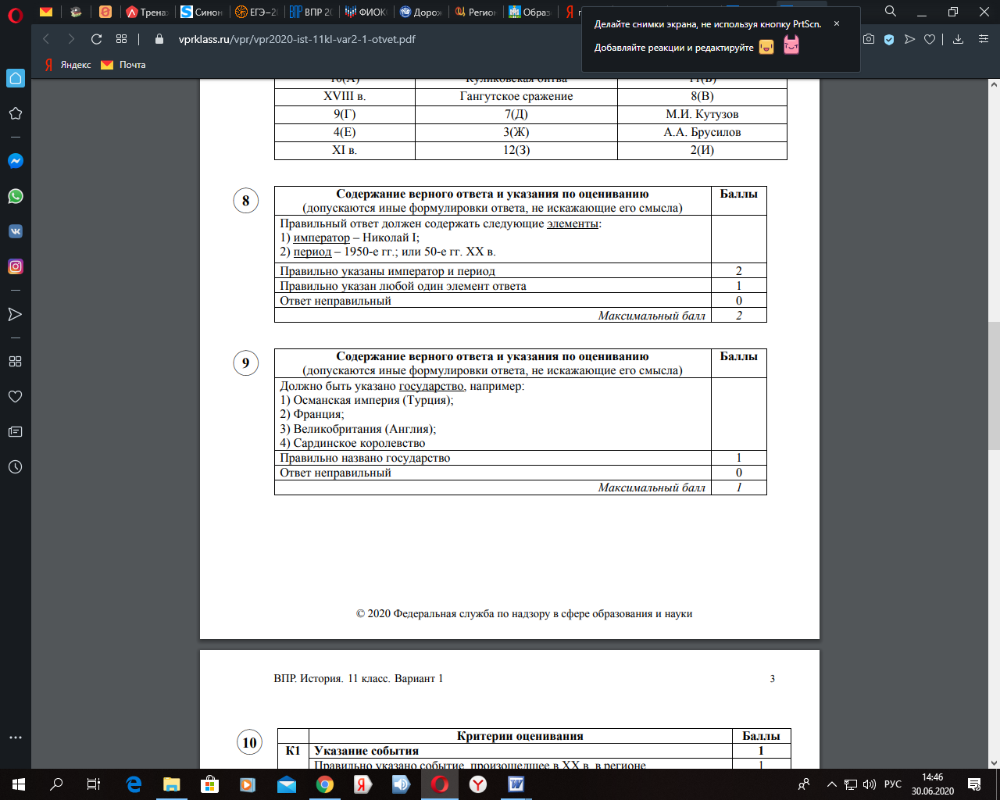 Трена
Синон
ЕГЭ–20
ВПР 20
ФИОК
Дорож
Регион
Образ
Делайте снимки экрана, не используя кнопку PrtScn. ×
Добавляйте реакции и редактируйте
vprklass.ru/vpr/vpr2020-ist-11kl-var2-1-otvet.pdf
Яндекс Почта
10(А) Куликовская битва 11(Б)
XVIII в. Гангутское сражение 8(В)
9(Г) 7(Д) М.И. Кутузов
4(Е) 3(Ж) А.А. Брусилов
XI в. 12(З) 2(И)
8
Содержание верного ответа и указания по оцениванию Баллы
(допускаются иные формулировки ответа, не искажающие его смысла)
Правильный ответ должен содержать следующие элементы:
1) император – Николай I;
2) период – 1950-е гг.; или 50-е гг. XX в.
Правильно указаны император и период 2
Правильно указан любой один элемент ответа 1
Ответ неправильный 0
Максимальный балл 2
9
Содержание верного ответа и указания по оцениванию Баллы
(допускаются иные формулировки ответа, не искажающие его смысла)
Должно быть указано государство, например:
1) Османская империя (Турция);
2) Франция;
3) Великобритания (Англия);
4) Сардинское королевство
Правильно названо государство 1
Ответ неправильный 0
Максимальный балл 1
© 2020 Федеральная служба по надзору в сфере образования и науки
ВПР. История. 11 класс. Вариант 1 3
10
Критерии оценивания Баллы
К1 Указание события 1
Правильно указано событие, произошедшее в XX в. в регионе 1
РУС
14:46
30.06.2020